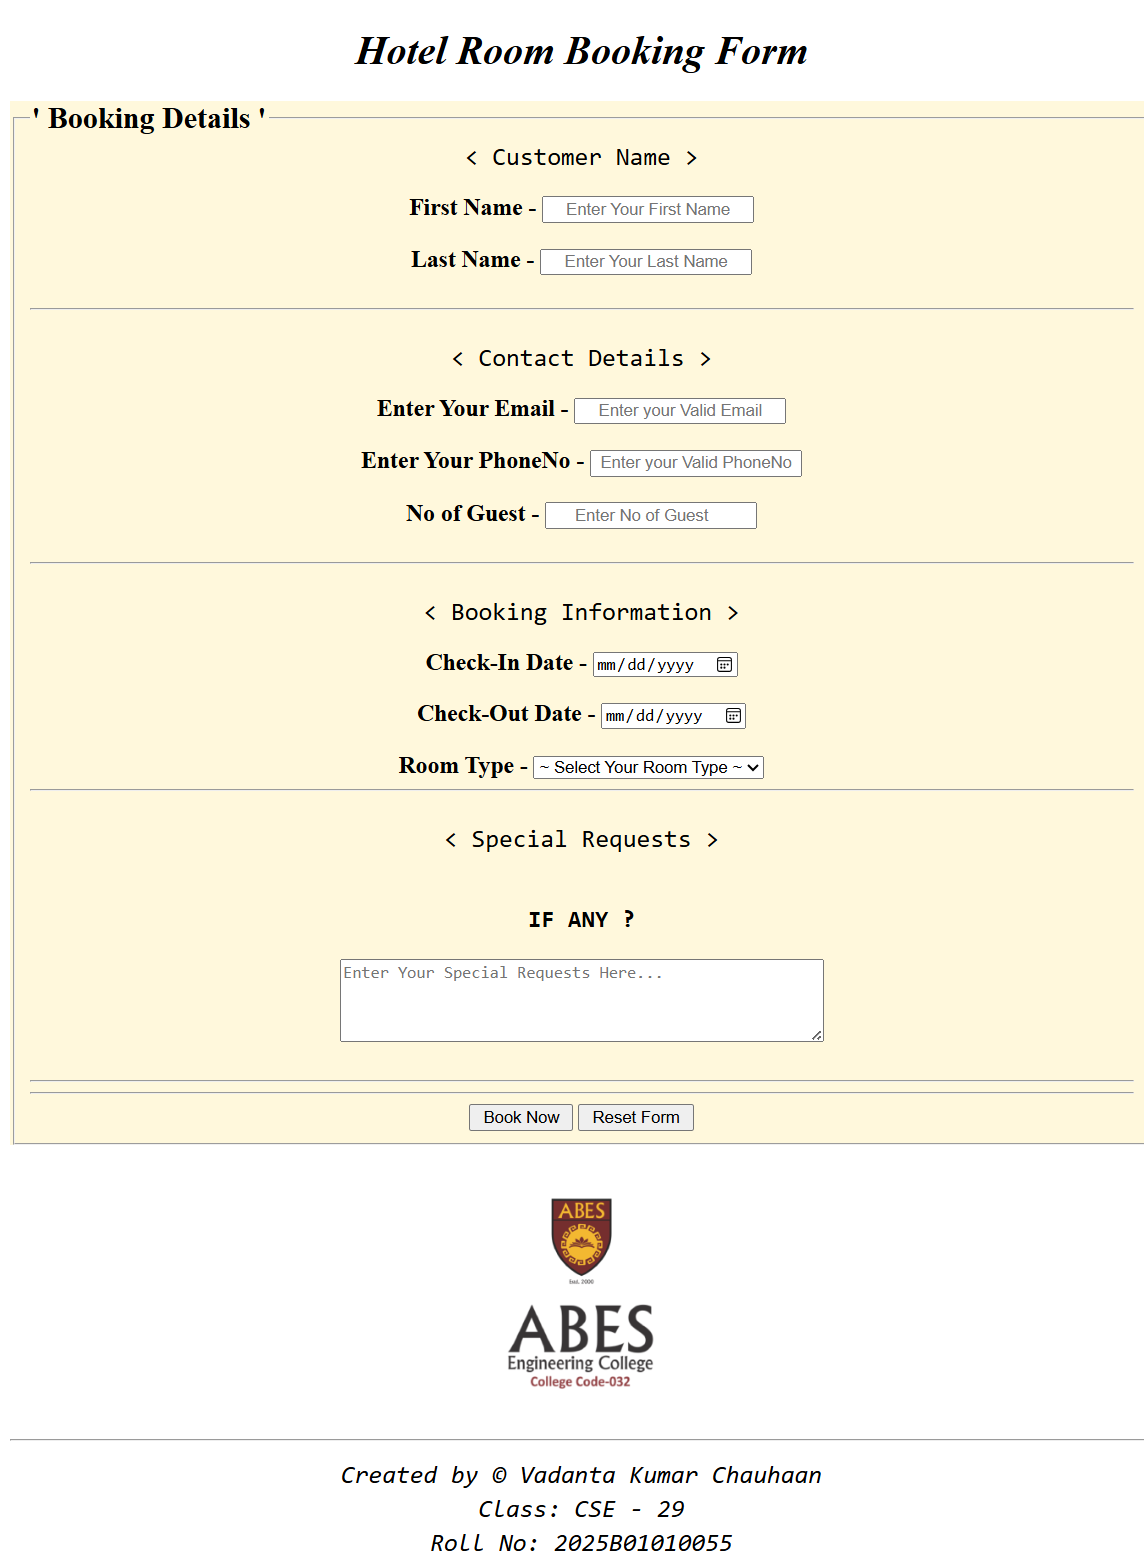 Hotel Room Booking Form
' Booking Details '
< Customer Name >
First Name - Enter Your First Name
Last Name - Enter Your Last Name
< Contact Details >
Enter Your Email - Enter your Valid Email
Enter Your PhoneNo - Enter your Valid PhoneNo
No of Guest - Enter No of Guest
< Booking Information >
Check-In Date - mm/dd/yyyy
Check-Out Date - mm/dd/yyyy
Room Type - ~ Select Your Room Type ~
< Special Requests >
IF ANY ?
Enter Your Special Requests Here...
Book Now Reset Form
ABES
Estd. 2000
ABES
Engineering College
College Code-032
Created by © Vadanta Kumar Chauhaan
Class: CSE - 29
Roll No: 2025B01010055